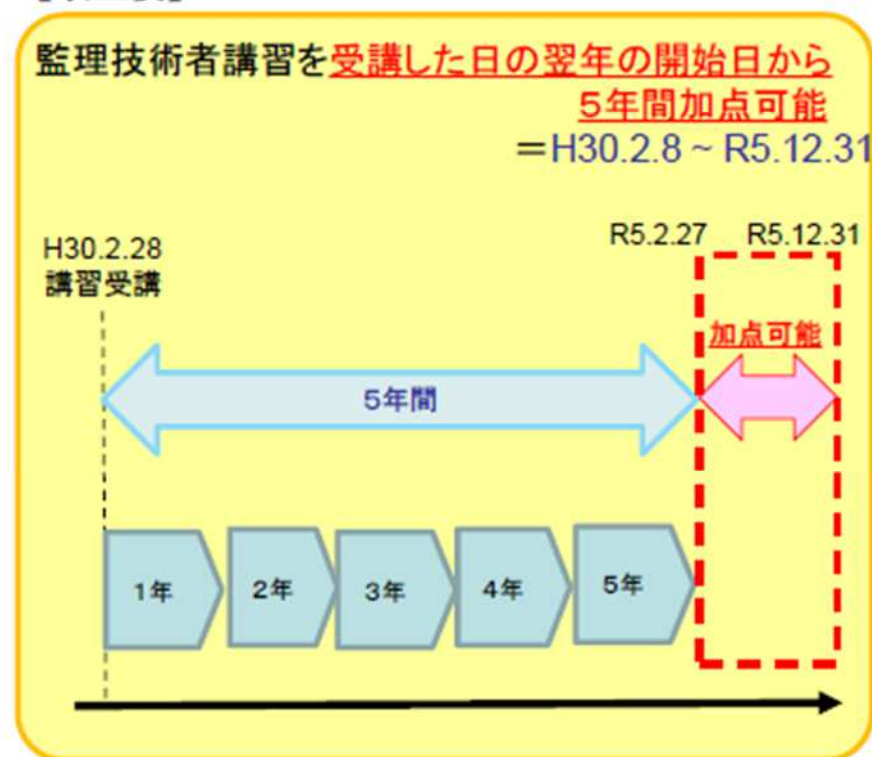 監理技術者講習を受講した日の翌年の開始日から
5年間加点可能
＝H30.2.8 ~ R5.12.31
R5.2.27 R5.12.31
H30.2.28
講習受講
加点可能
5年間
1年 2年 3年 4年 5年